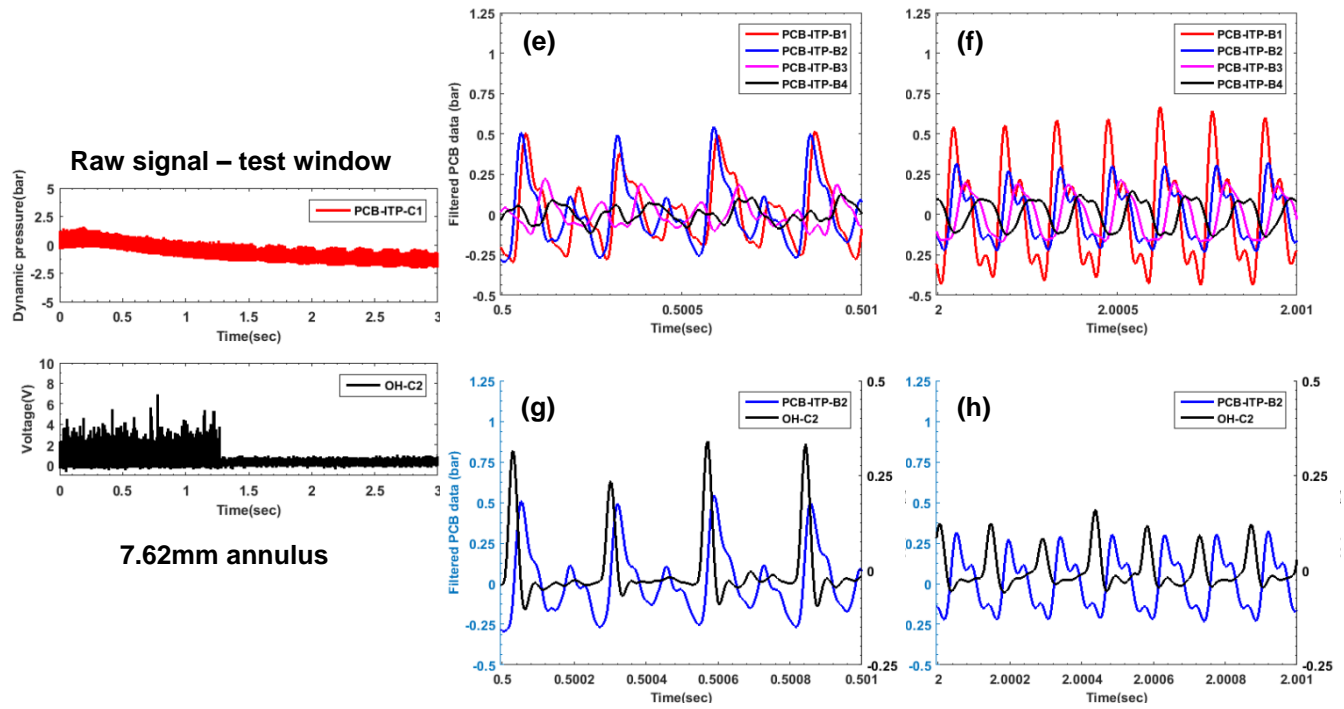 Raw signal – test window
5
2.5
0
-2.5
-5
Dynamic pressure(bar)
PCB-ITP-C1
0 0.5 1 1.5 2 2.5 3
Time(sec)
10
8
6
4
2
0
Voltage(V)
OH-C2
0 0.5 1 1.5 2 2.5 3
Time(sec)
7.62mm annulus
(e)
1.25
1
0.75
0.5
0.25
0
-0.25
-0.5
Filtered PCB data (bar)
PCB-ITP-B1
PCB-ITP-B2
PCB-ITP-B3
PCB-ITP-B4
0.5 0.5005 0.501
Time(sec)
(f)
1.25
1
0.75
0.5
0.25
0
-0.25
-0.5
PCB-ITP-B1
PCB-ITP-B2
PCB-ITP-B3
PCB-ITP-B4
2 2.0005 2.001
Time(sec)
(g)
1.25
1
0.75
0.5
0.25
0
-0.25
-0.5
Filtered PCB data (bar)
PCB-ITP-B2
OH-C2
0.5
0.25
0
-0.25
0.5 0.5002 0.5004 0.5006 0.5008 0.501
Time(sec)
(h)
1.25
1
0.75
0.5
0.25
0
-0.25
-0.5
PCB-ITP-B2
OH-C2
0.5
0.25
0
-0.25
2 2.0002 2.0004 2.0006 2.0008 2.001
Time(sec)